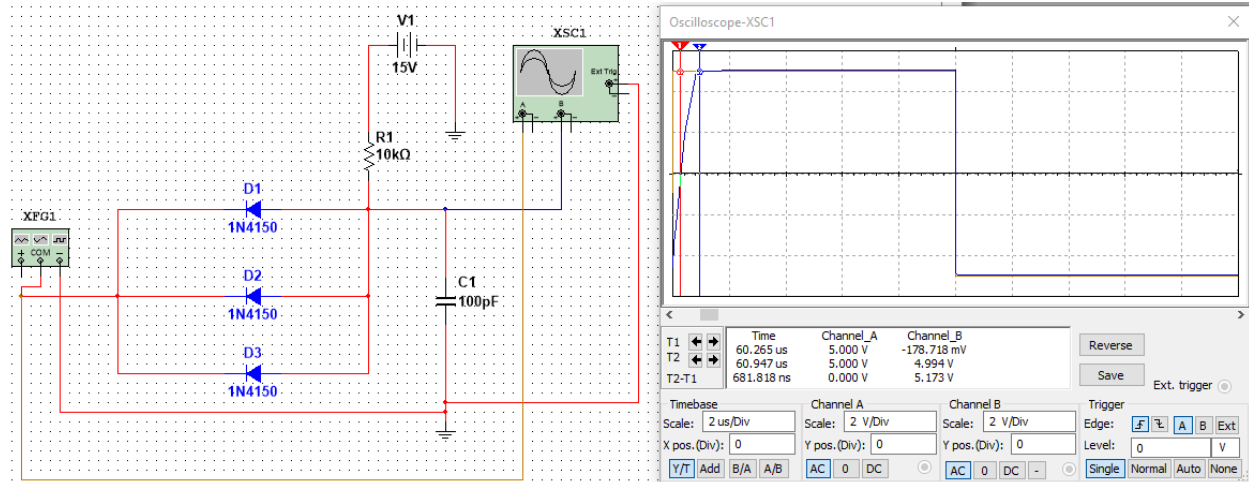 V1
15V
XSC1
Ext Trig
+
-
A
B
+ - + -
R1
10kΩ
D1
1N4150
XFG1
+ COM -
D2
1N4150
C1
100pF
D3
1N4150
Oscilloscope-XSC1
1 2
Time Channel_A Channel_B
T1 60.265 us 5.000 V -178.718 mV
T2 60.947 us 5.000 V 4.994 V
T2-T1 681.818 ns 0.000 V 5.173 V
Reverse
Save
Ext. trigger
Timebase
Scale: 2 us/Div
X pos.(Div): 0
Y/T Add B/A A/B
Channel A
Scale: 2 V/Div
Y pos.(Div): 0
AC 0 DC
Channel B
Scale: 2 V/Div
Y pos.(Div): 0
AC 0 DC -
Trigger
Edge: A B Ext
Level: 0 V
Single Normal Auto None